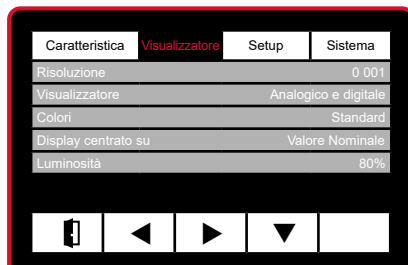 Caratteristica Visualizzatore Setup Sistema
Risoluzione 0 001
Visualizzatore Analogico e digitale
Colori Standard
Display centrato su Valore Nominale
Luminosità 80%